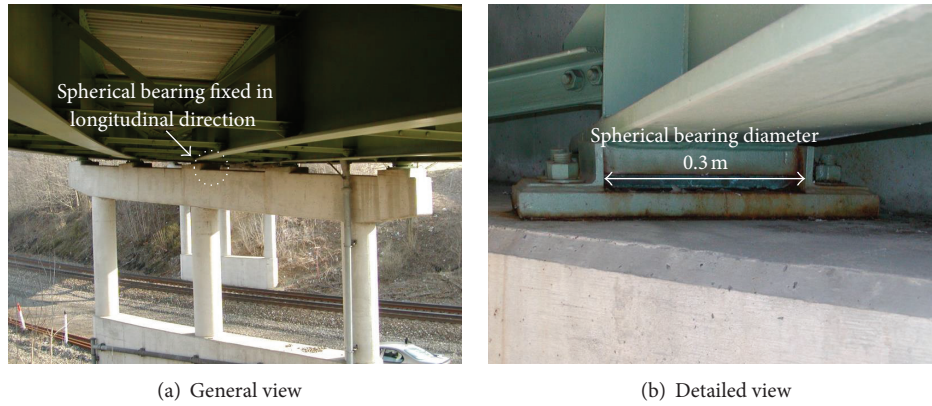 Spherical bearing fixed in
longitudinal direction
Spherical bearing diameter
0.3 m
(a) General view
(b) Detailed view